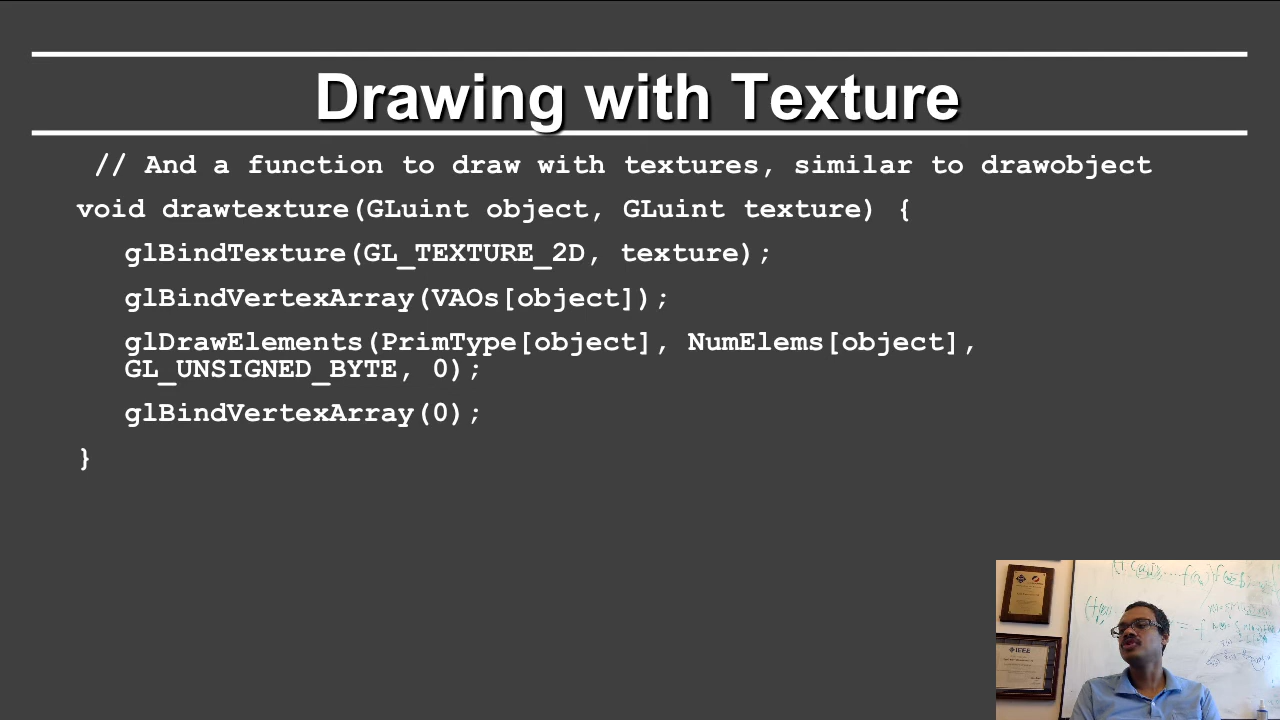 Drawing with Texture
// And a function to draw with textures, similar to drawobject
void drawtexture(GLuint object, GLuint texture) {
glBindTexture(GL_TEXTURE_2D, texture);
glBindVertexArray(VAOs[object]);
glDrawElements(PrimType[object], NumElems[object],
GL_UNSIGNED_BYTE, 0);
glBindVertexArray(0);
}
IEEE